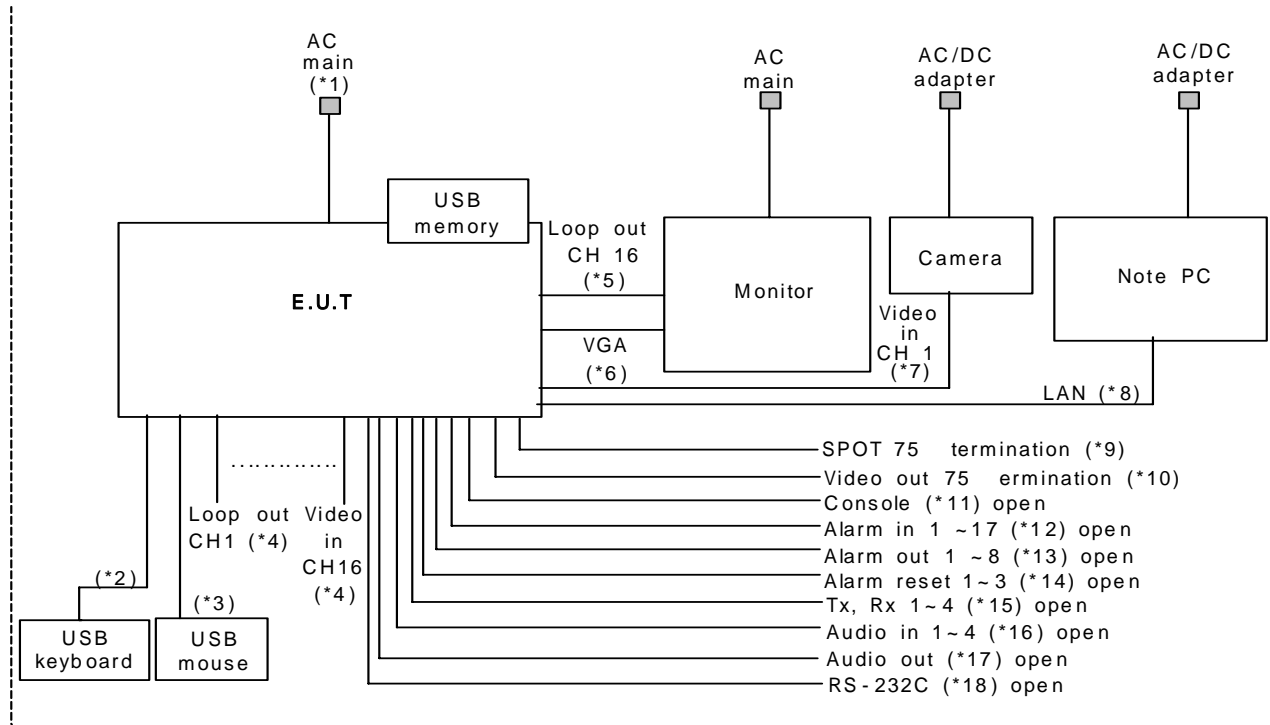 AC
main
(*1)
AC
main
AC/DC
adapter
AC/DC
adapter
USB
memory
Loop out
CH 16
(*5)
E.U.T
Monitor
Camera
Note PC
VGA
(*6)
Video
in
CH 1
(*7)
LAN (*8)
SPOT 75 termination (*9)
Video out 75 ermination (*10)
Console (*11) open
Alarm in 1 ~17 (*12) open
Alarm out 1 ~8 (*13) open
Alarm reset 1~3 (*14) open
Tx, Rx 1~4 (*15) open
Audio in 1~4 (*16) open
Audio out (*17) open
RS-232C (*18) open
..............
Loop out
CH1 (*4)
Video
in
CH16
(*4)
(*2)
(*3)
USB
keyboard
USB
mouse